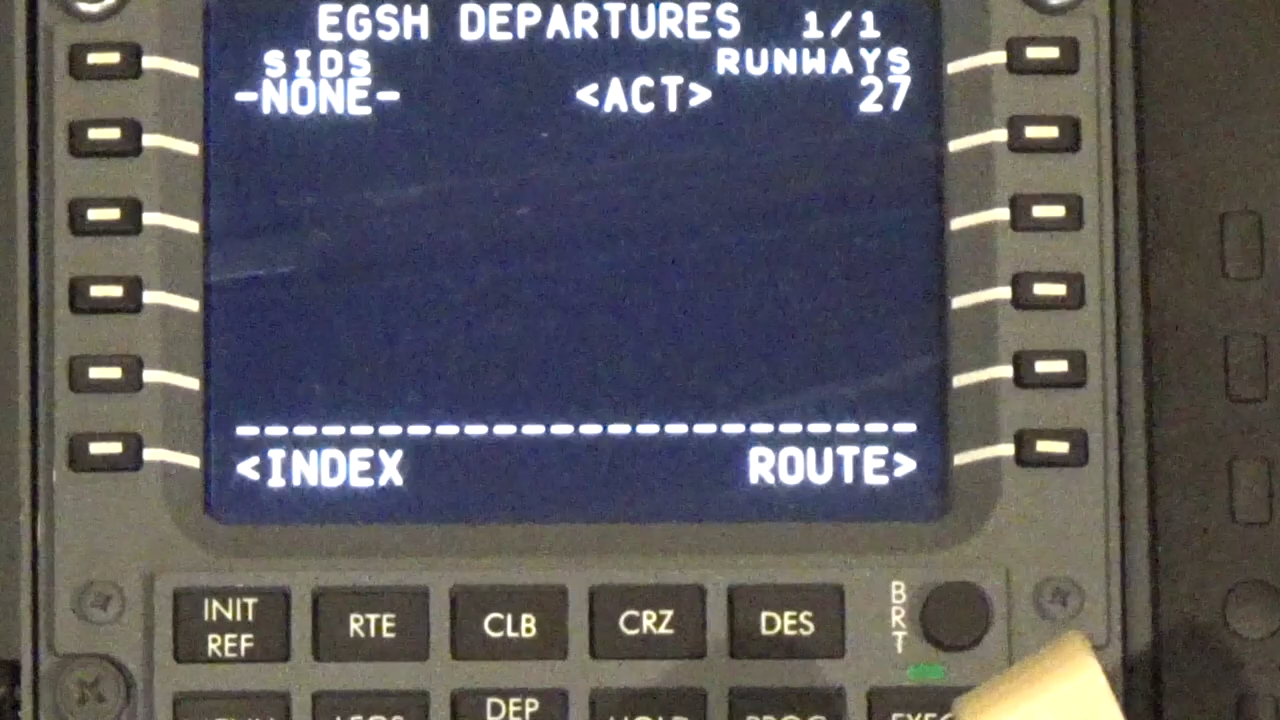 EGSH DEPARTURES 1/1
SIDS RUNWAYS
-NONE- <ACT> 27
------------------------
<INDEX ROUTE>
INIT REF RTE CLB CRZ DES BRT
DEP